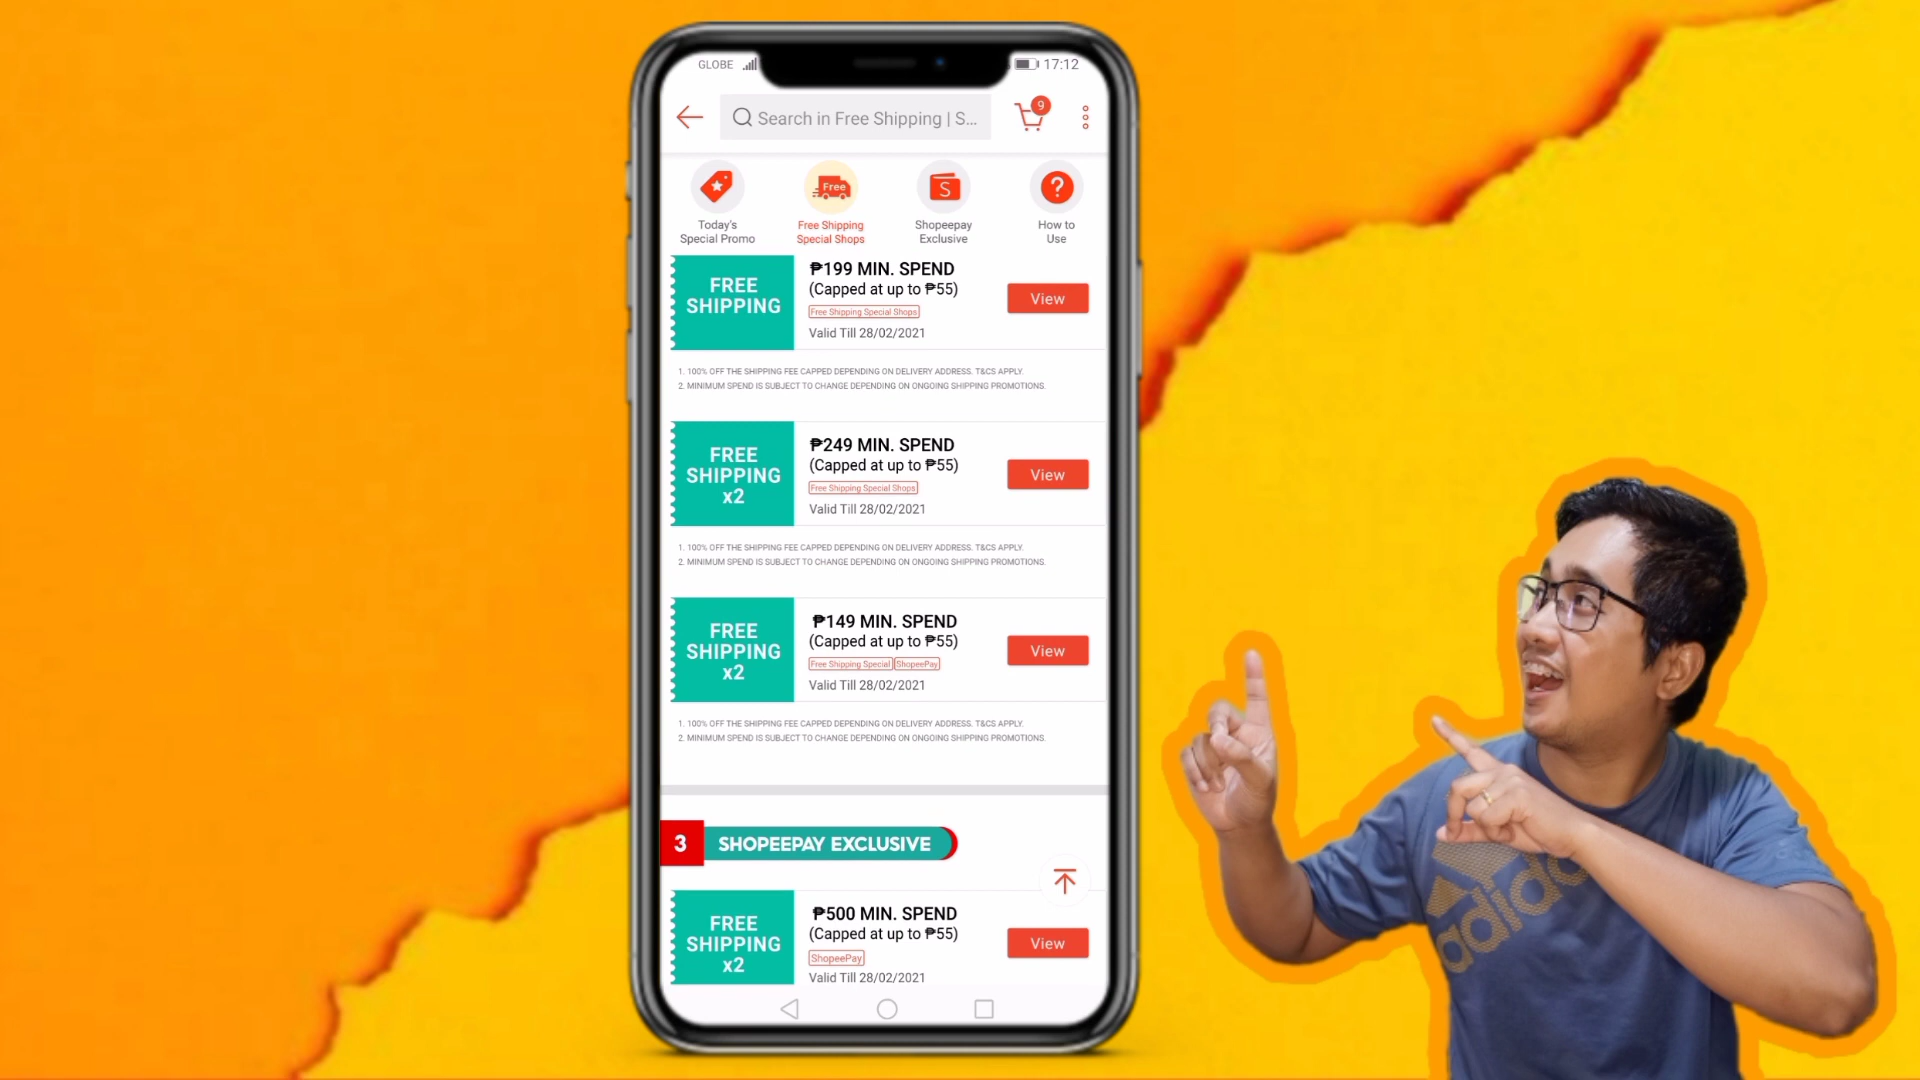 GLOBE 17:12
Search in Free Shipping | S...
9
Today's
Special Promo
Free
Free Shipping
Special Shops
S
Shopeepay
Exclusive
?
How to
Use
FREE
SHIPPING
₱199 MIN. SPEND
(Capped at up to ₱55)
Free Shipping Special Shops
Valid Till 28/02/2021
View
1. 100% OFF THE SHIPPING FEE CAPPED DEPENDING ON DELIVERY ADDRESS. T&CS APPLY.
2. MINIMUM SPEND IS SUBJECT TO CHANGE DEPENDING ON ONGOING SHIPPING PROMOTIONS.
FREE
SHIPPING
x2
₱249 MIN. SPEND
(Capped at up to ₱55)
Free Shipping Special Shops
Valid Till 28/02/2021
View
1. 100% OFF THE SHIPPING FEE CAPPED DEPENDING ON DELIVERY ADDRESS. T&CS APPLY.
2. MINIMUM SPEND IS SUBJECT TO CHANGE DEPENDING ON ONGOING SHIPPING PROMOTIONS.
FREE
SHIPPING
x2
₱149 MIN. SPEND
(Capped at up to ₱55)
Free Shipping Special ShopeePay
Valid Till 28/02/2021
View
1. 100% OFF THE SHIPPING FEE CAPPED DEPENDING ON DELIVERY ADDRESS. T&CS APPLY.
2. MINIMUM SPEND IS SUBJECT TO CHANGE DEPENDING ON ONGOING SHIPPING PROMOTIONS.
3 SHOPEEPAY EXCLUSIVE
FREE
SHIPPING
x2
₱500 MIN. SPEND
(Capped at up to ₱55)
ShopeePay
Valid Till 28/02/2021
View
adidas